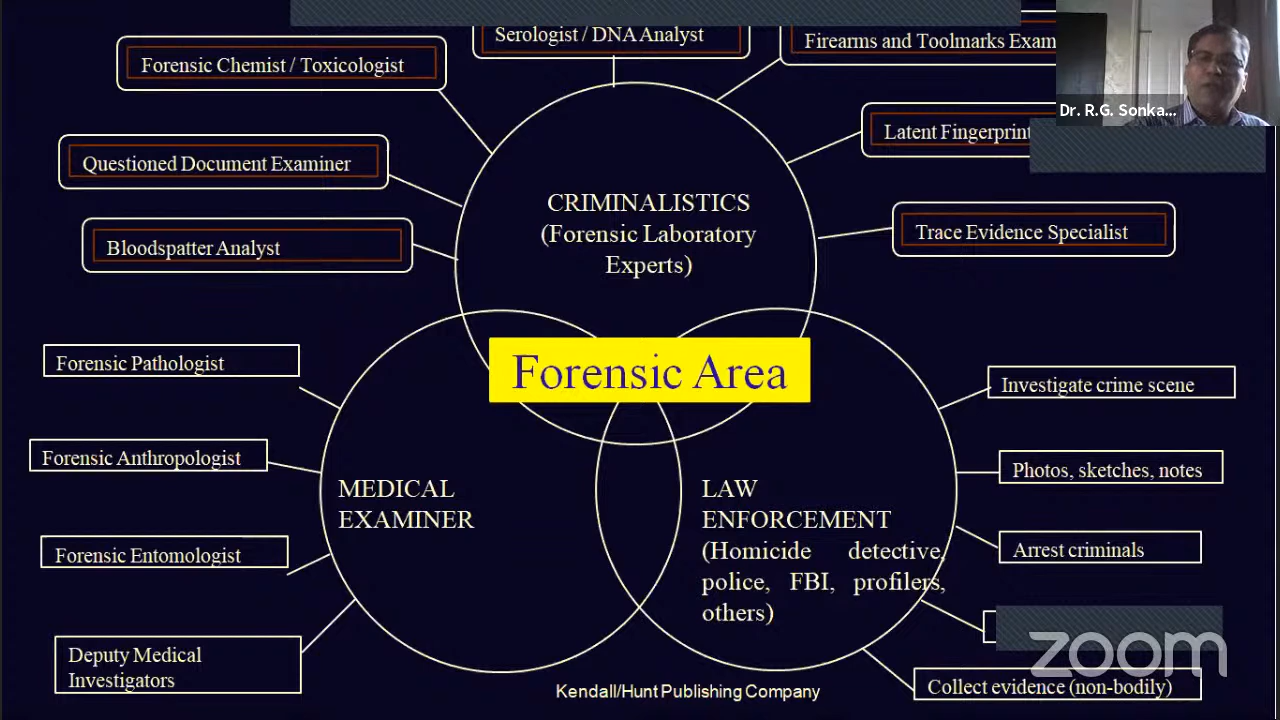 Serologist / DNA Analyst
Firearms and Toolmarks
Forensic Chemist / Toxicologist
Dr. R.G. Sonka...
Latent Fingerprint
Questioned Document Examiner
Trace Evidence Specialist
Bloodspatter Analyst
CRIMINALISTICS
(Forensic Laboratory
Experts)
Forensic Area
Forensic Pathologist
Forensic Anthropologist
Forensic Entomologist
Deputy Medical
Investigators
MEDICAL
EXAMINER
LAW
ENFORCEMENT
(Homicide detective,
police, FBI, profilers,
others)
Investigate crime scene
Photos, sketches, notes
Arrest criminals
Collect evidence (non-bodily)
zoom
Kendall/Hunt Publishing Company